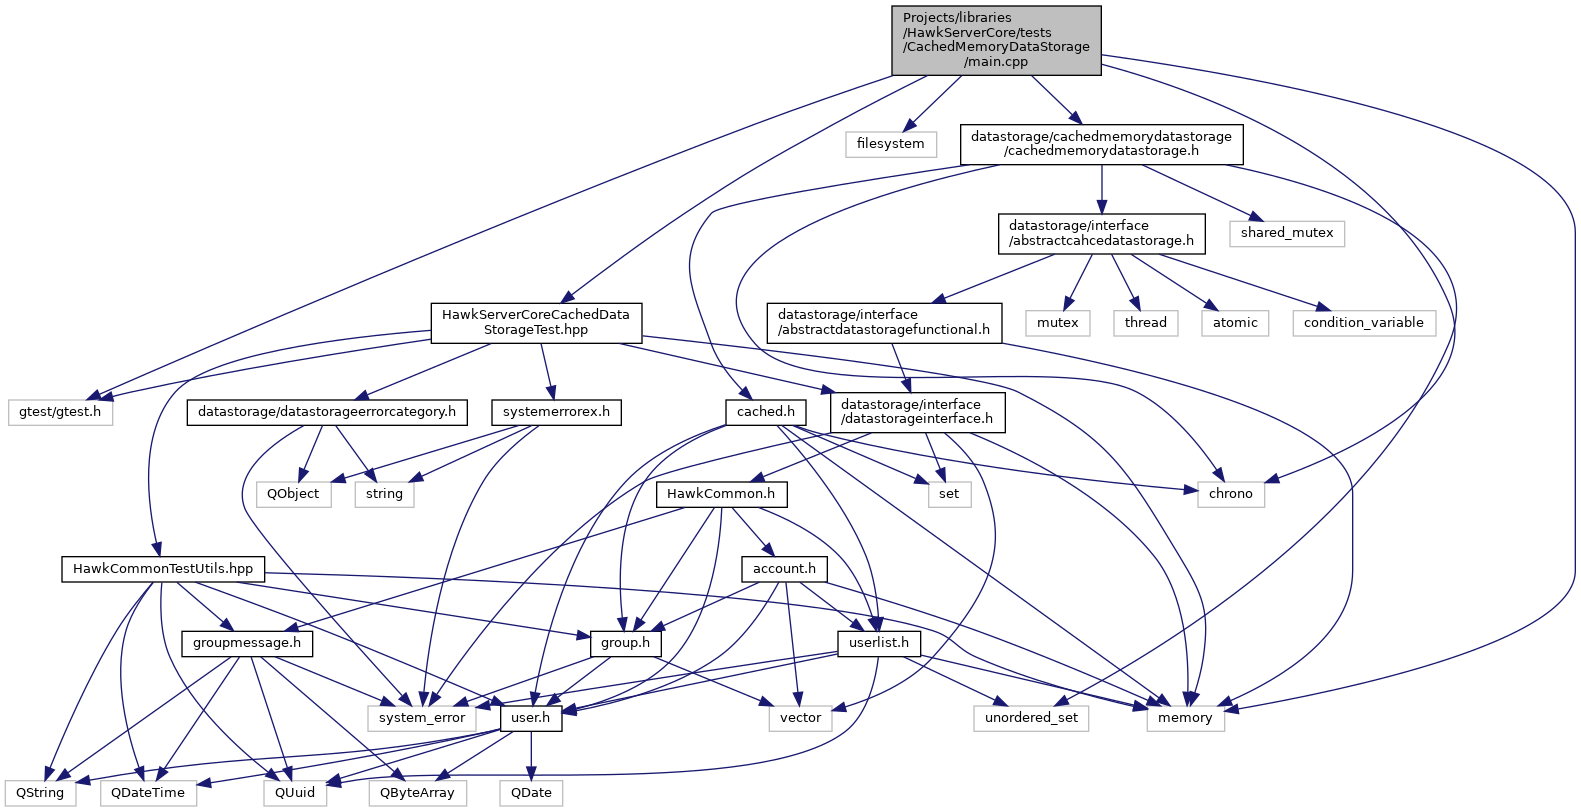 Projects/libraries
/HawkServerCore/tests
/CachedMemoryDataStorage
/main.cpp
filesystem
datastorage/cachedmemorydatastorage
/cachedmemorydatastorage.h
datastorage/interface
/abstractcahcedatastorage.h
shared_mutex
HawkServerCoreCachedData
StorageTest.hpp
datastorage/interface
/abstractdatastoragefunctional.h
mutex
thread
atomic
condition_variable
gtest/gtest.h
datastorage/datastorageerrorcategory.h
systemerrorex.h
cached.h
datastorage/interface
/datastorageinterface.h
QObject
string
HawkCommon.h
set
chrono
HawkCommonTestUtils.hpp
account.h
groupmessage.h
group.h
userlist.h
system_error
user.h
vector
unordered_set
memory
QString
QDateTime
QUuid
QByteArray
QDate